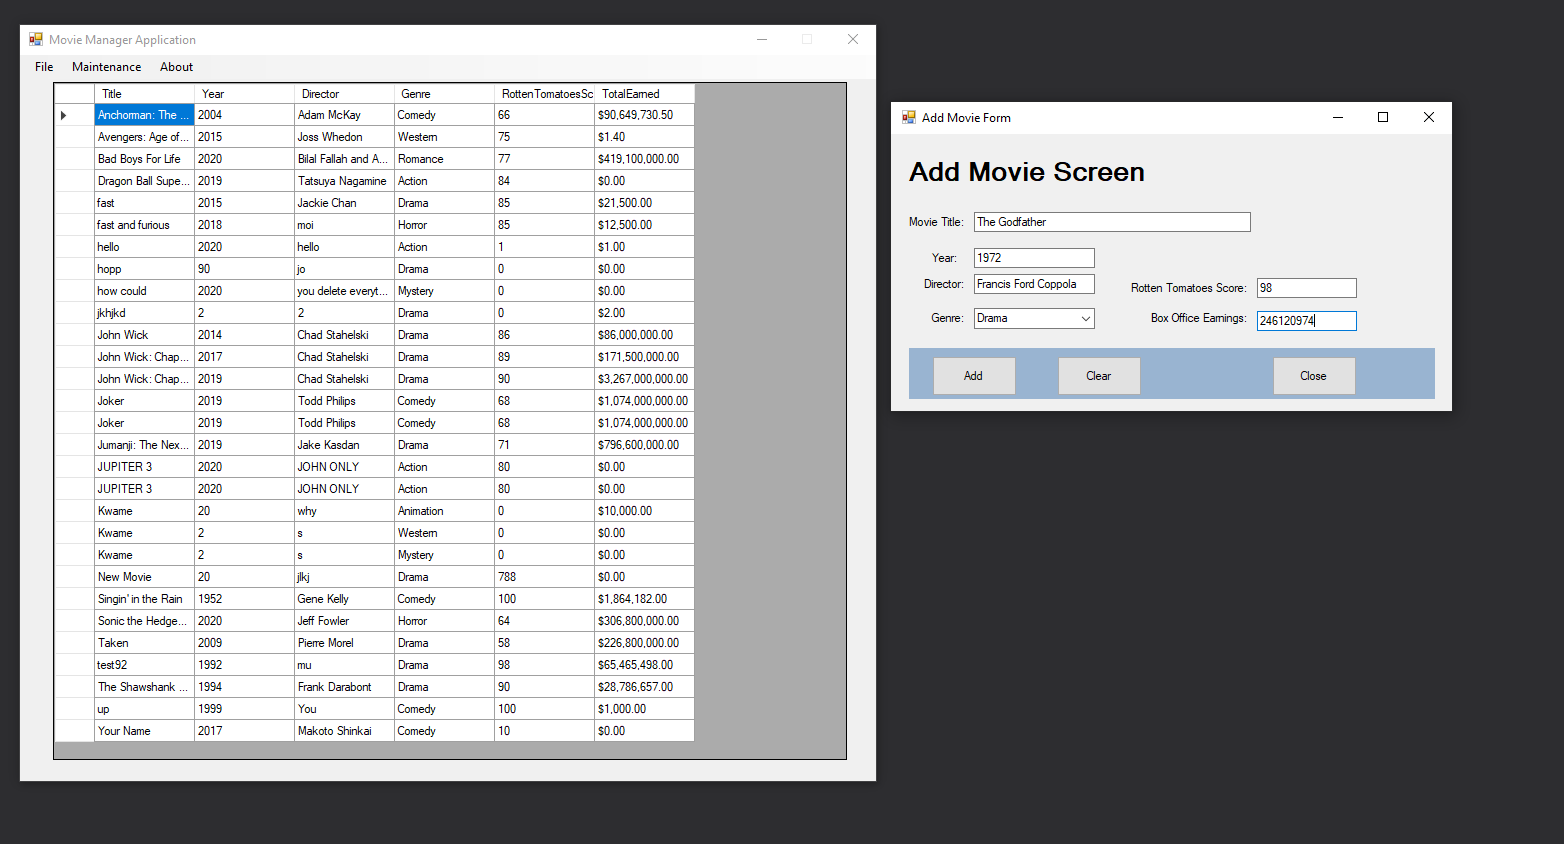 Movie Manager Application
File Maintenance About
Title Year Director Genre RottenTomatoesSc TotalEarned
Anchorman: The ... 2004 Adam McKay Comedy 66 $90,649,730.50
Avengers: Age of... 2015 Joss Whedon Western 75 $1.40
Bad Boys For Life 2020 Bilal Fallah and A... Romance 77 $419,100,000.00
Dragon Ball Supe... 2019 Tatsuya Nagamine Action 84 $0.00
fast 2015 Jackie Chan Drama 85 $21,500.00
fast and furious 2018 moi Horror 85 $12,500.00
hello 2020 hello Action 1 $1.00
hopp 90 jo Drama 0 $0.00
how could 2020 you delete everyt... Mystery 0 $0.00
jkhjkd 2 2 Drama 0 $2.00
John Wick 2014 Chad Stahelski Drama 86 $86,000,000.00
John Wick: Chap... 2017 Chad Stahelski Drama 89 $171,500,000.00
John Wick: Chap... 2019 Chad Stahelski Drama 90 $3,267,000,000.00
Joker 2019 Todd Philips Comedy 68 $1,074,000,000.00
Joker 2019 Todd Philips Comedy 68 $1,074,000,000.00
Jumanji: The Nex... 2019 Jake Kasdan Drama 71 $796,600,000.00
JUPITER 3 2020 JOHN ONLY Action 80 $0.00
JUPITER 3 2020 JOHN ONLY Action 80 $0.00
Kwame 20 why Animation 0 $10,000.00
Kwame 2 s Western 0 $0.00
Kwame 2 s Mystery 0 $0.00
New Movie 20 jlkj Drama 788 $0.00
Singin' in the Rain 1952 Gene Kelly Comedy 100 $1,864,182.00
Sonic the Hedge... 2020 Jeff Fowler Horror 64 $306,800,000.00
Taken 2009 Pierre Morel Drama 58 $226,800,000.00
test92 1992 mu Drama 98 $65,465,498.00
The Shawshank ... 1994 Frank Darabont Drama 90 $28,786,657.00
up 1999 You Comedy 100 $1,000.00
Your Name 2017 Makoto Shinkai Comedy 10 $0.00
Add Movie Form
Add Movie Screen
Movie Title: The Godfather
Year: 1972
Director: Francis Ford Coppola
Rotten Tomatoes Score: 98
Genre: Drama
Box Office Earnings: 246120974
Add Clear Close